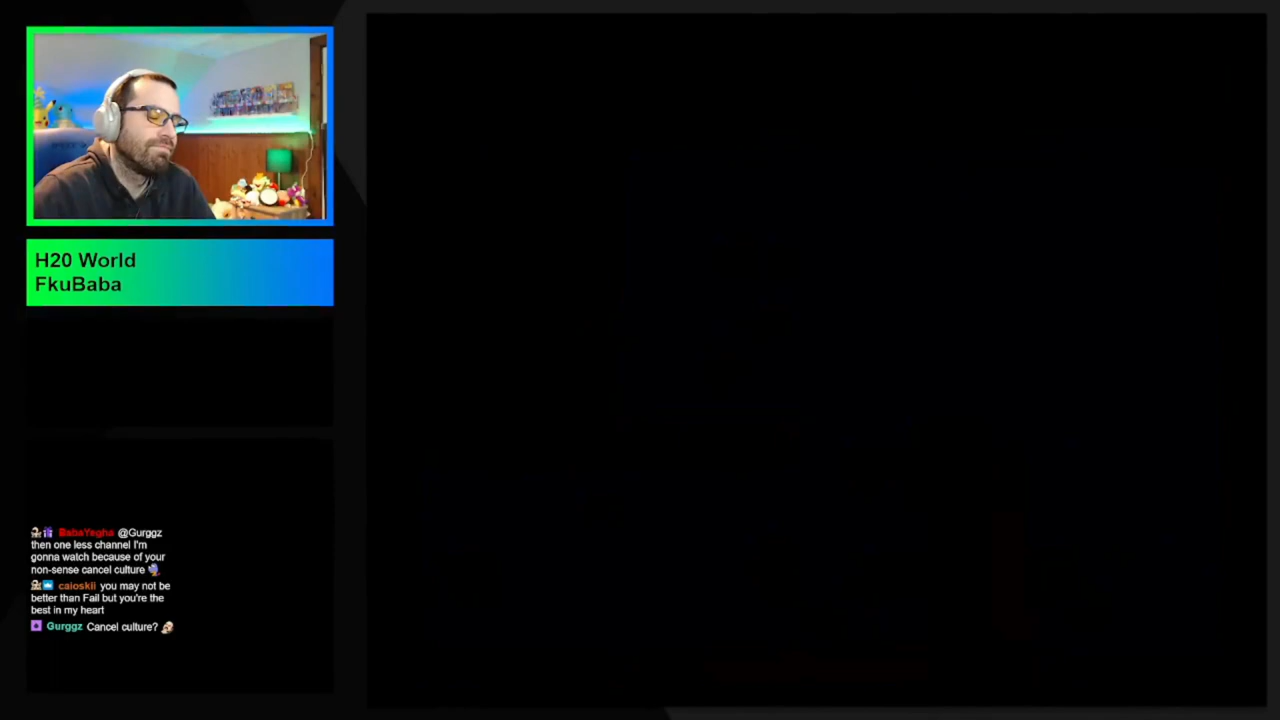 H20 World
FkuBaba
BabaYegha @Gurggz
then one less channel I'm
gonna watch because of your
non-sense cancel culture
caioskii you may not be
better than Fail but you're the
best in my heart
Gurggz Cancel culture?